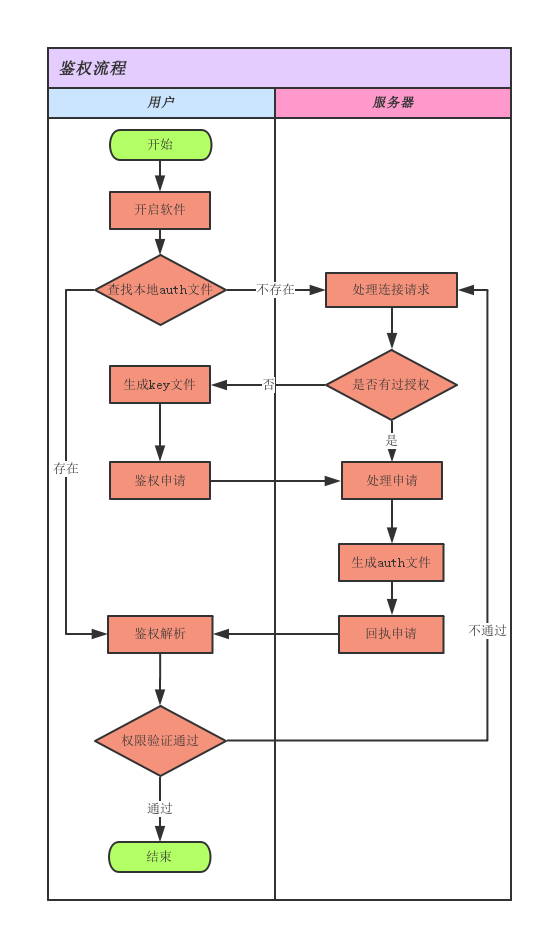 鉴权流程
用户
服务器
开始
开启软件
查找本地auth文件
不存在
处理连接请求
生成key文件
否
是否有过授权
是
存在
鉴权申请
处理申请
生成auth文件
鉴权解析
回执申请
不通过
权限验证通过
通过
结束